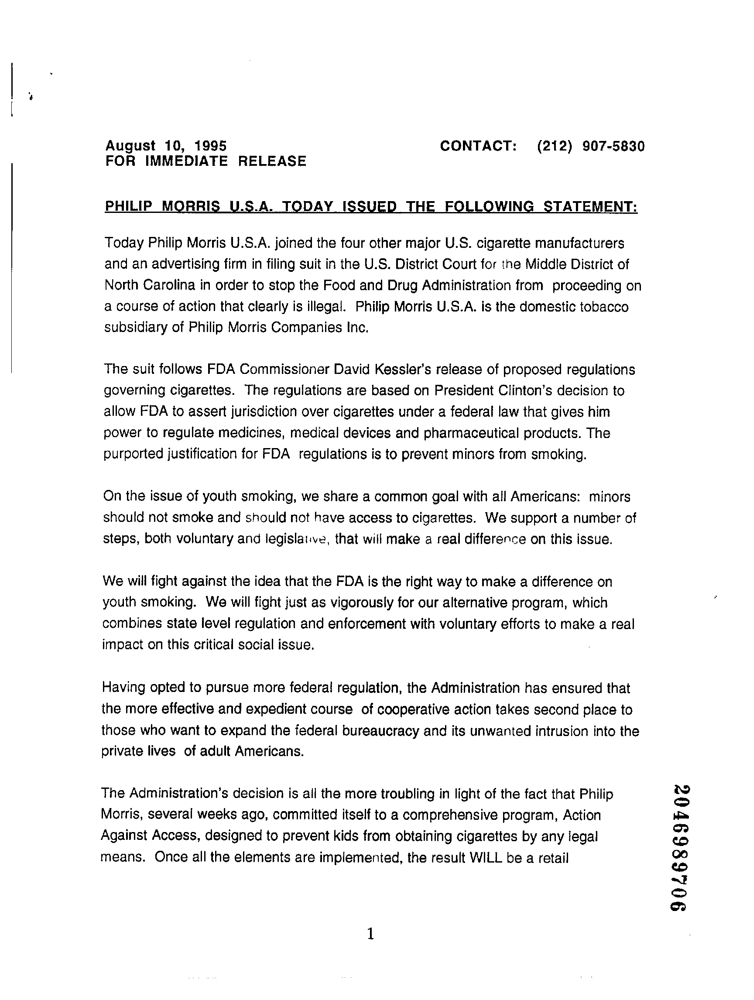 August 10, 1995 CONTACT: (212) 907-5830
FOR IMMEDIATE RELEASE
PHILIP MORRIS U.S.A. TODAY ISSUED THE FOLLOWING STATEMENT:
Today Philip Morris U.S.A. joined the four other major U.S. cigarette manufacturers
and an advertising firm in filing suit in the U.S. District Court for the Middle District of
North Carolina in order to stop the Food and Drug Administration from proceeding on
a course of action that clearly is illegal. Philip Morris U.S.A. is the domestic tobacco
subsidiary of Philip Morris Companies Inc.
The suit follows FDA Commissioner David Kessler's release of proposed regulations
governing cigarettes. The regulations are based on President Clinton's decision to
allow FDA to assert jurisdiction over cigarettes under a federal law that gives him
power to regulate medicines, medical devices and pharmaceutical products. The
purported justification for FDA regulations is to prevent minors from smoking.
On the issue of youth smoking, we share a common goal with all Americans: minors
should not smoke and should not have access to cigarettes. We support a number of
steps, both voluntary and legislative, that will make a real difference on this issue.
We will fight against the idea that the FDA is the right way to make a difference on
youth smoking. We will fight just as vigorously for our alternative program, which
combines state level regulation and enforcement with voluntary efforts to make a real
impact on this critical social issue.
Having opted to pursue more federal regulation, the Administration has ensured that
the more effective and expedient course of cooperative action takes second place to
those who want to expand the federal bureaucracy and its unwanted intrusion into the
private lives of adult Americans.
The Administration's decision is all the more troubling in light of the fact that Philip
Morris, several weeks ago, committed itself to a comprehensive program, Action
Against Access, designed to prevent kids from obtaining cigarettes by any legal
means. Once all the elements are implemented, the result WILL be a retail
2046989706
1